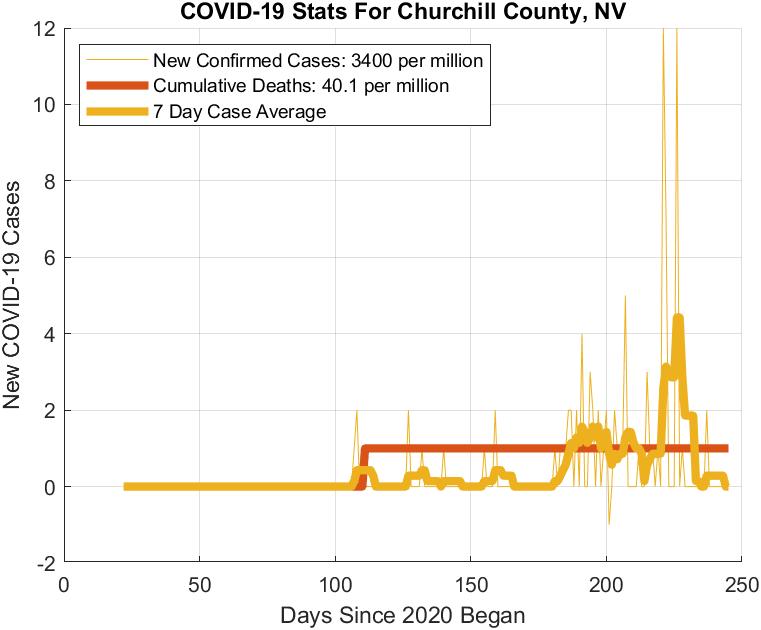 COVID-19 Stats For Churchill County, NV
New Confirmed Cases: 3400 per million
Cumulative Deaths: 40.1 per million
7 Day Case Average
New COVID-19 Cases
12
10
8
6
4
2
0
-2
0 50 100 150 200 250
Days Since 2020 Began